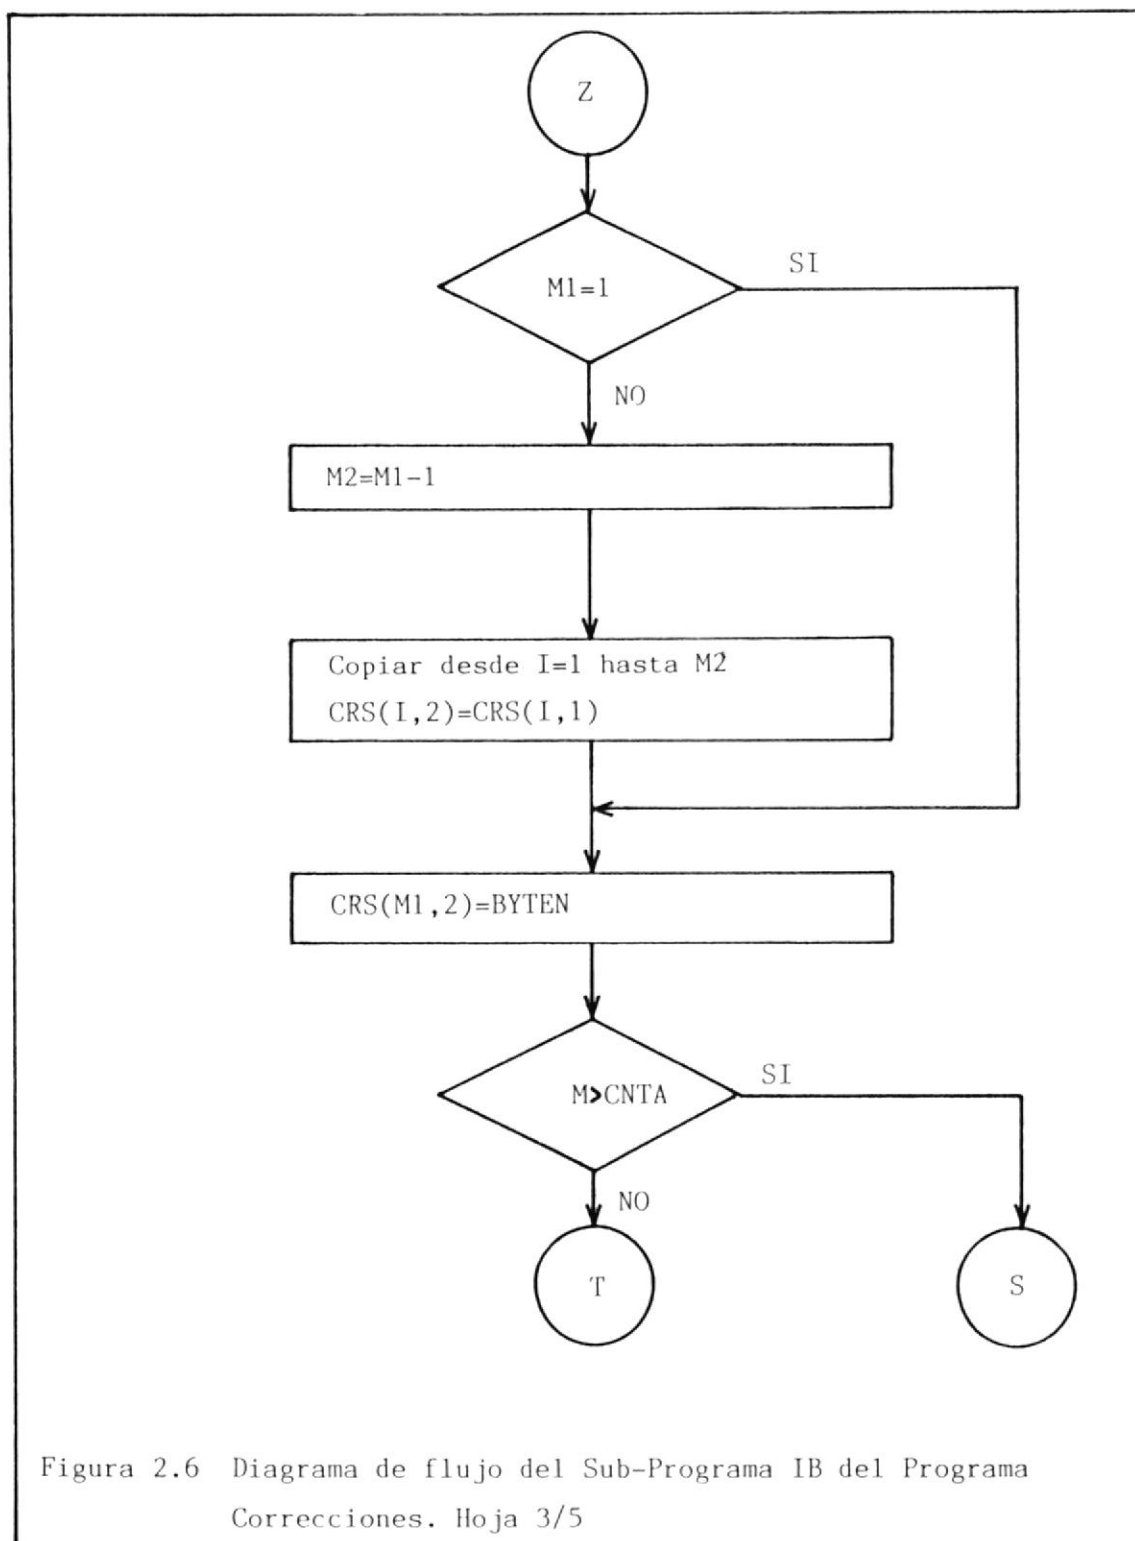 Z
M1=1
SI
NO
M2=M1-1
Copiar desde I=1 hasta M2
CRS(I,2)=CRS(I,1)
CRS(M1,2)=BYTEN
M>CNTA
SI
NO
T
S
Figura 2.6 Diagrama de flujo del Sub-Programa IB del Programa
Correcciones. Hoja 3/5